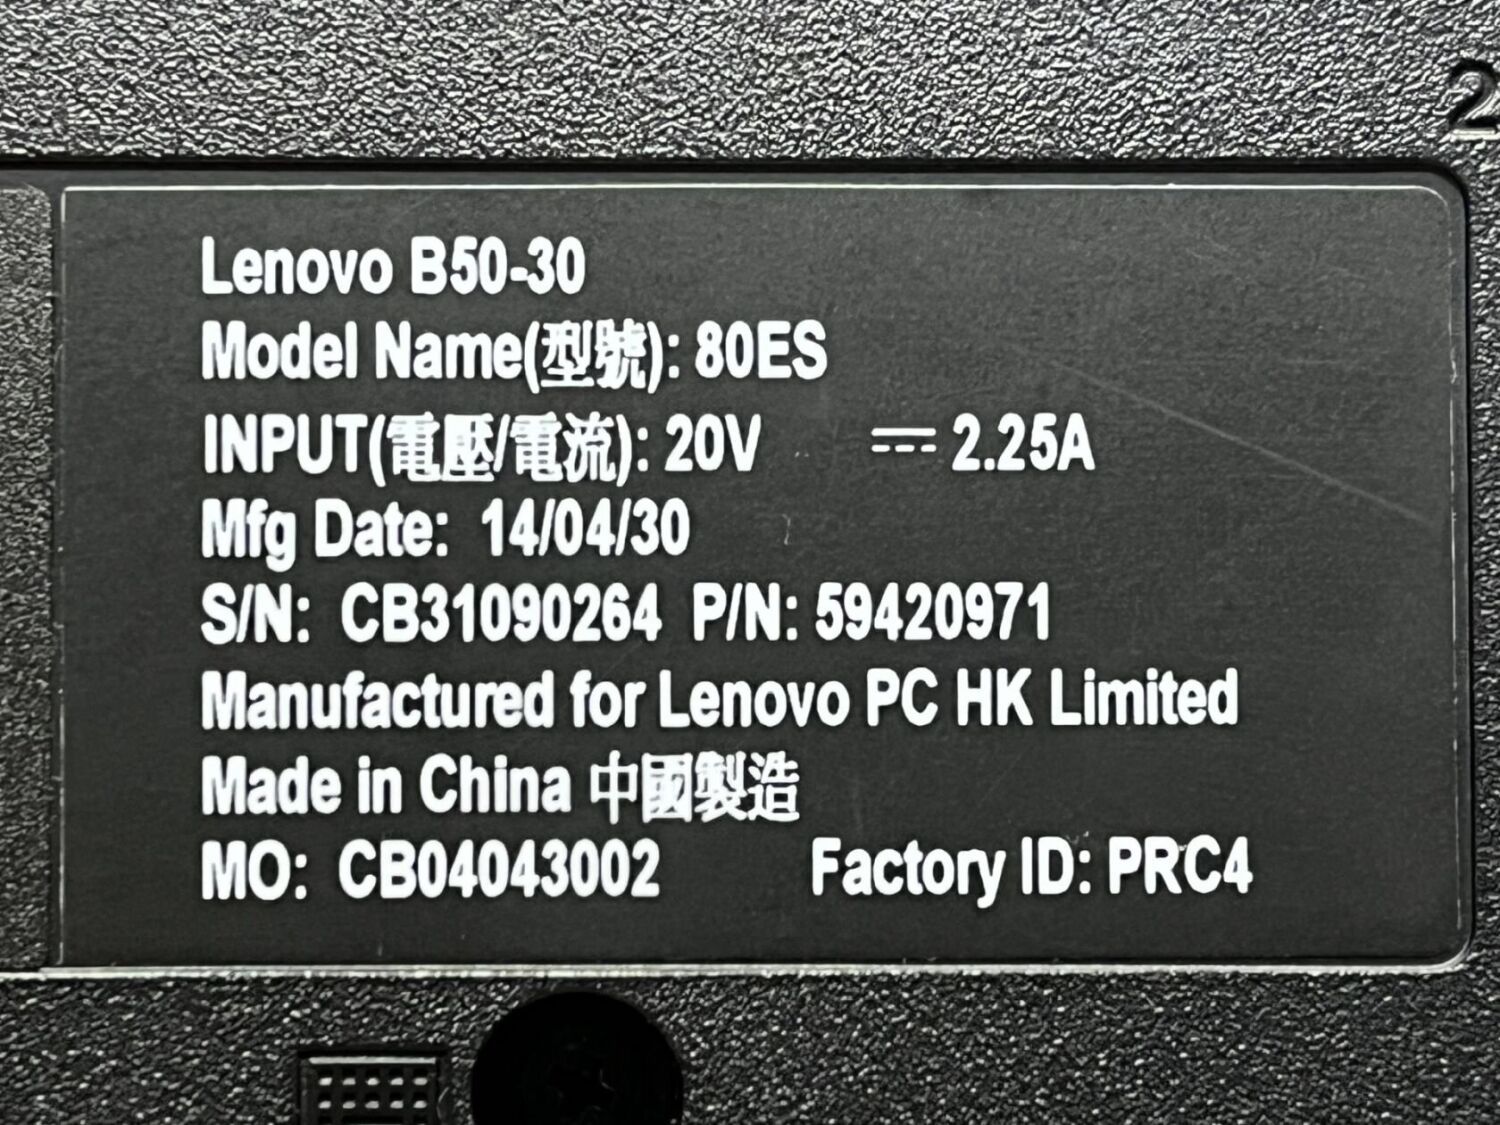 2
Lenovo B50-30
Model Name(型號): 80ES
INPUT(電壓/電流): 20V ⎓ 2.25A
Mfg Date: 14/04/30
S/N: CB31090264 P/N: 59420971
Manufactured for Lenovo PC HK Limited
Made in China 中國製造
MO: CB04043002 Factory ID: PRC4